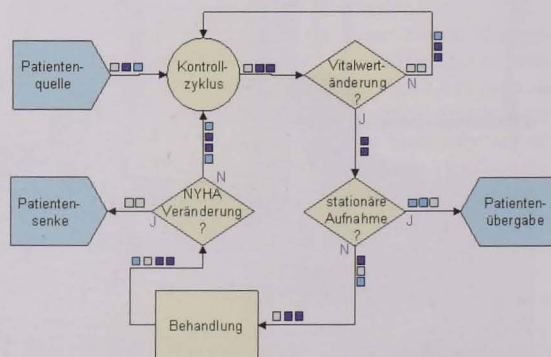 Patienten-
quelle
Kontroll-
zyklus
Vitalwert-
änderung
?
N
J
Patienten-
senke
J
NYHA
Veränderung
?
N
stationäre
Aufnahme
?
J
N
Patienten-
übergabe
Behandlung